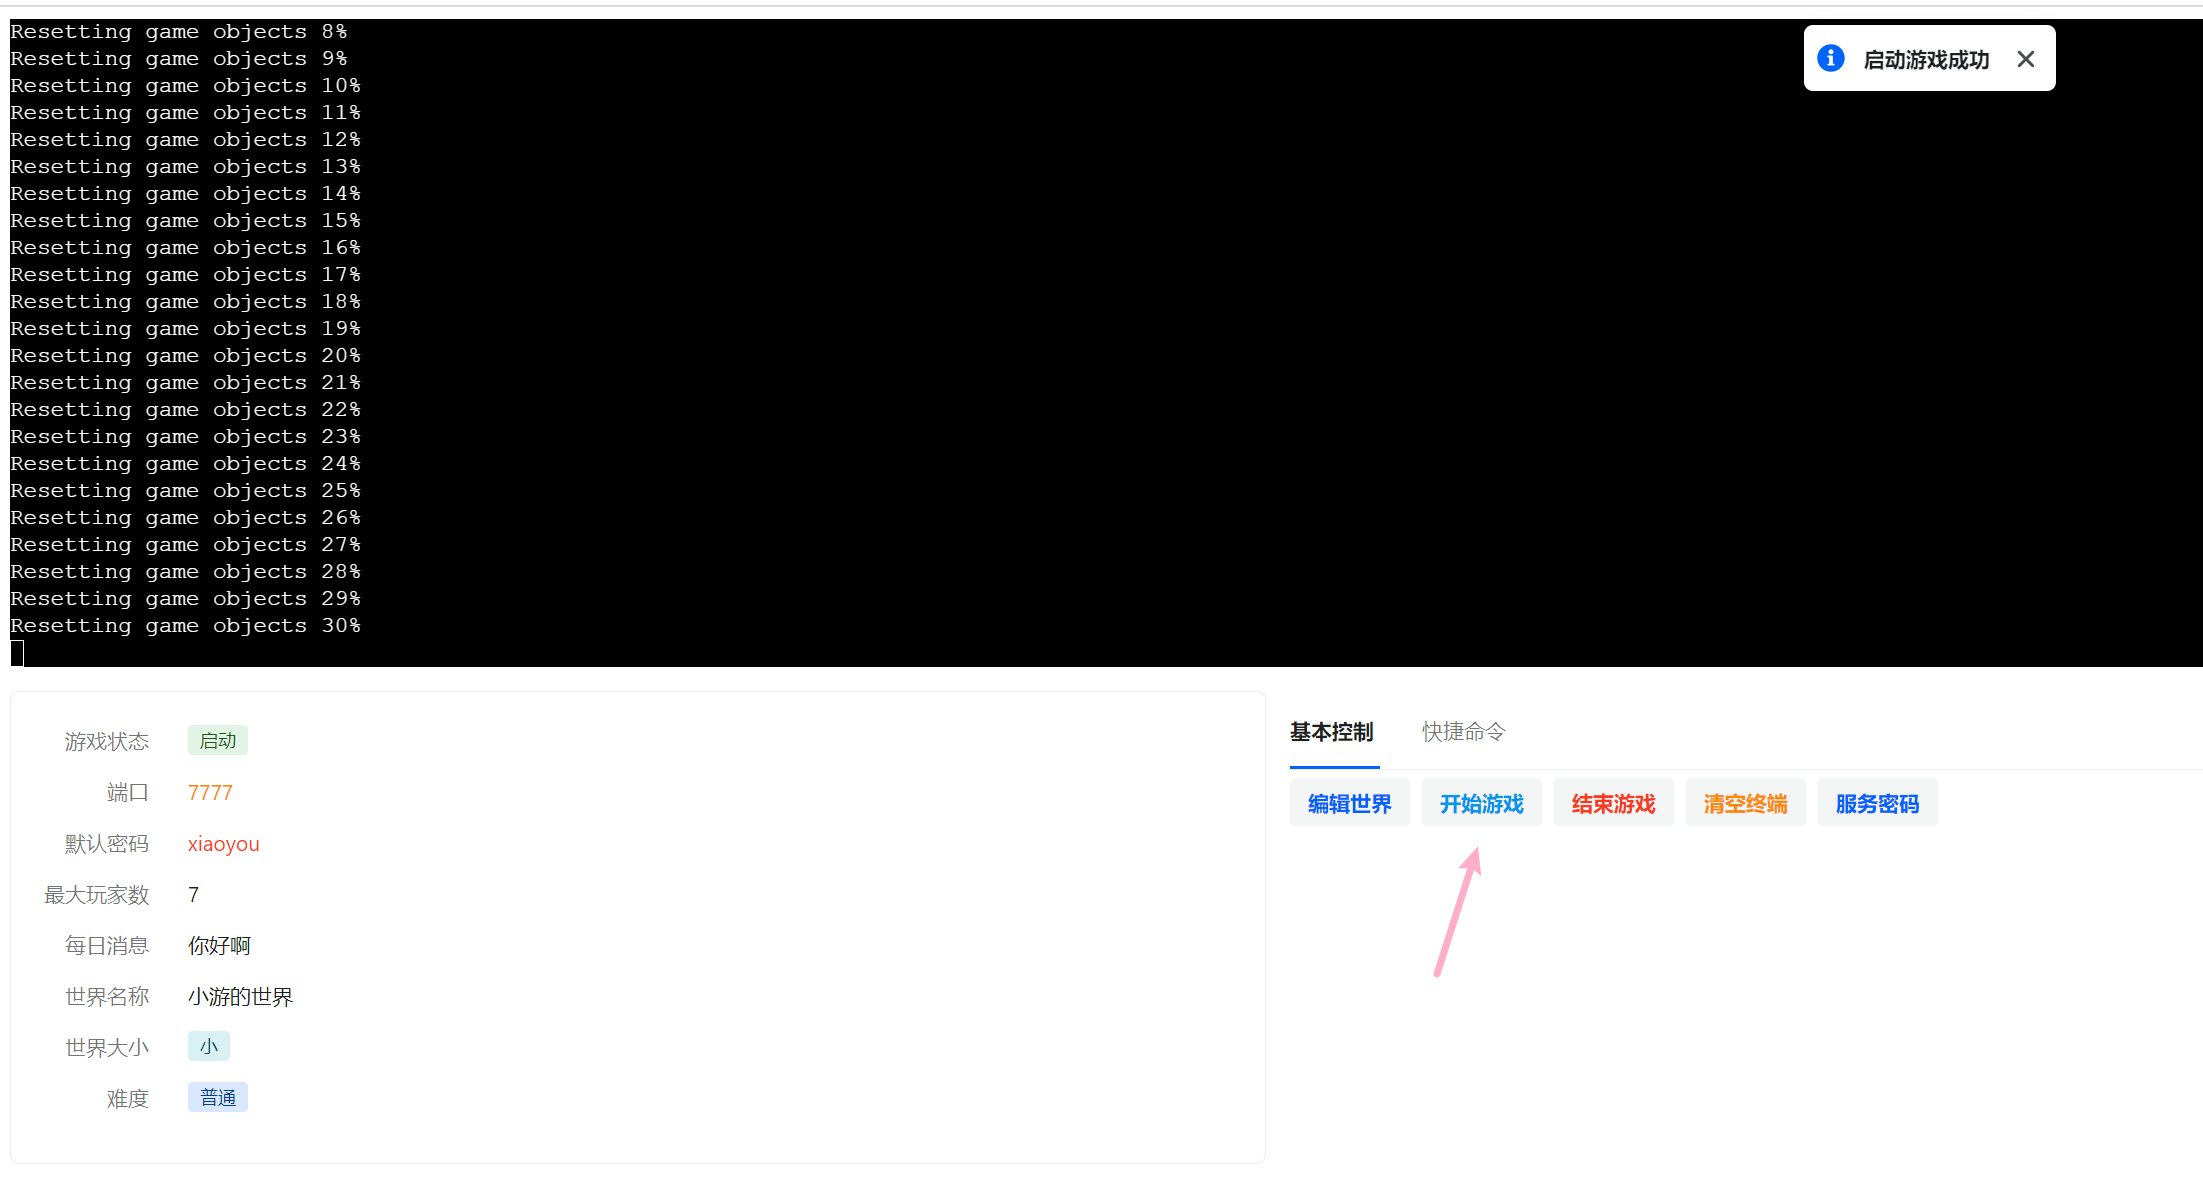 Resetting game objects 8%
Resetting game objects 9%
Resetting game objects 10%
Resetting game objects 11%
Resetting game objects 12%
Resetting game objects 13%
Resetting game objects 14%
Resetting game objects 15%
Resetting game objects 16%
Resetting game objects 17%
Resetting game objects 18%
Resetting game objects 19%
Resetting game objects 20%
Resetting game objects 21%
Resetting game objects 22%
Resetting game objects 23%
Resetting game objects 24%
Resetting game objects 25%
Resetting game objects 26%
Resetting game objects 27%
Resetting game objects 28%
Resetting game objects 29%
Resetting game objects 30%
启动游戏成功
游戏状态 启动
端口 7777
默认密码 xiaoyou
最大玩家数 7
每日消息 你好啊
世界名称 小游的世界
世界大小 小
难度 普通
基本控制 快捷命令
编辑世界 开始游戏 结束游戏 清空终端 服务密码